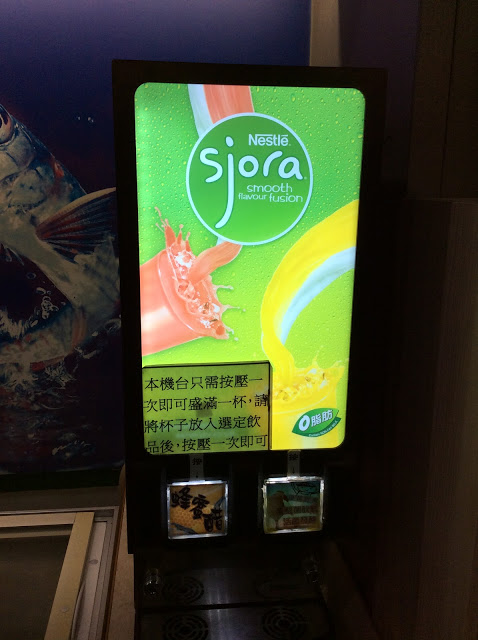 Nestlé
sjora
smooth
flavour fusion
本機台只需按壓一
次即可盛滿一杯,請
將杯子放入選定飲
品後,按壓一次即可
0脂肪
蜂蜜醋